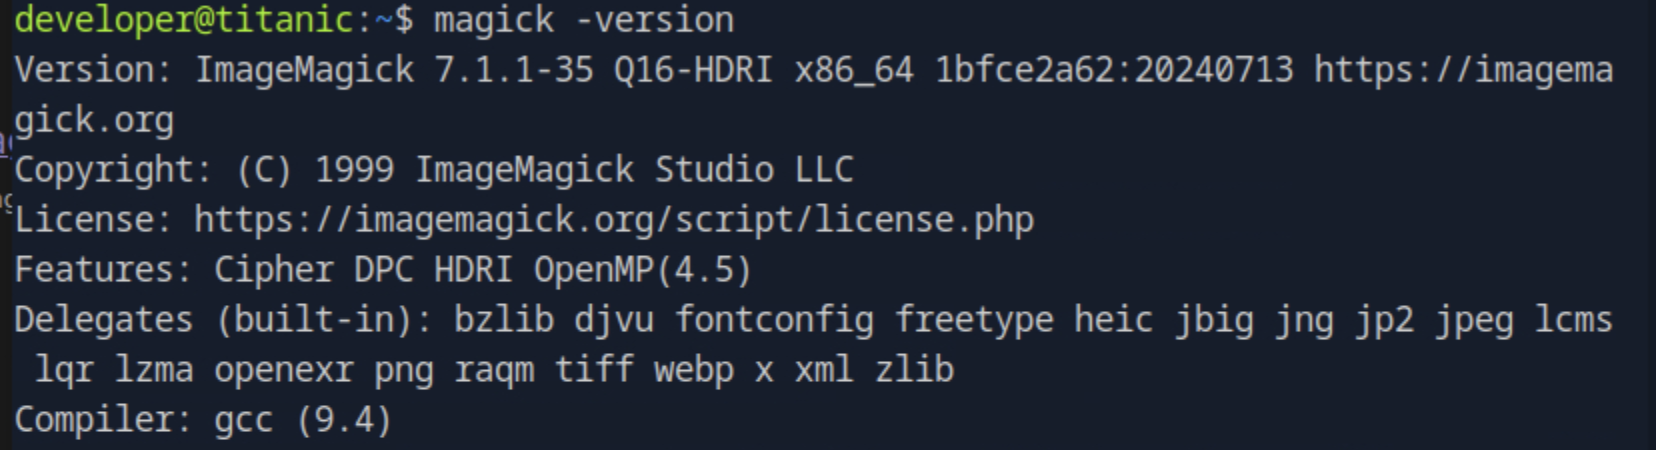 developer@titanic:~$ magick -version
Version: ImageMagick 7.1.1-35 Q16-HDRI x86_64 1bfce2a62:20240713 https://imagema
gick.org
Copyright: (C) 1999 ImageMagick Studio LLC
License: https://imagemagick.org/script/license.php
Features: Cipher DPC HDRI OpenMP(4.5)
Delegates (built-in): bzlib djvu fontconfig freetype heic jbig jng jp2 jpeg lcms
 lqr lzma openexr png raqm tiff webp x xml zlib
Compiler: gcc (9.4)